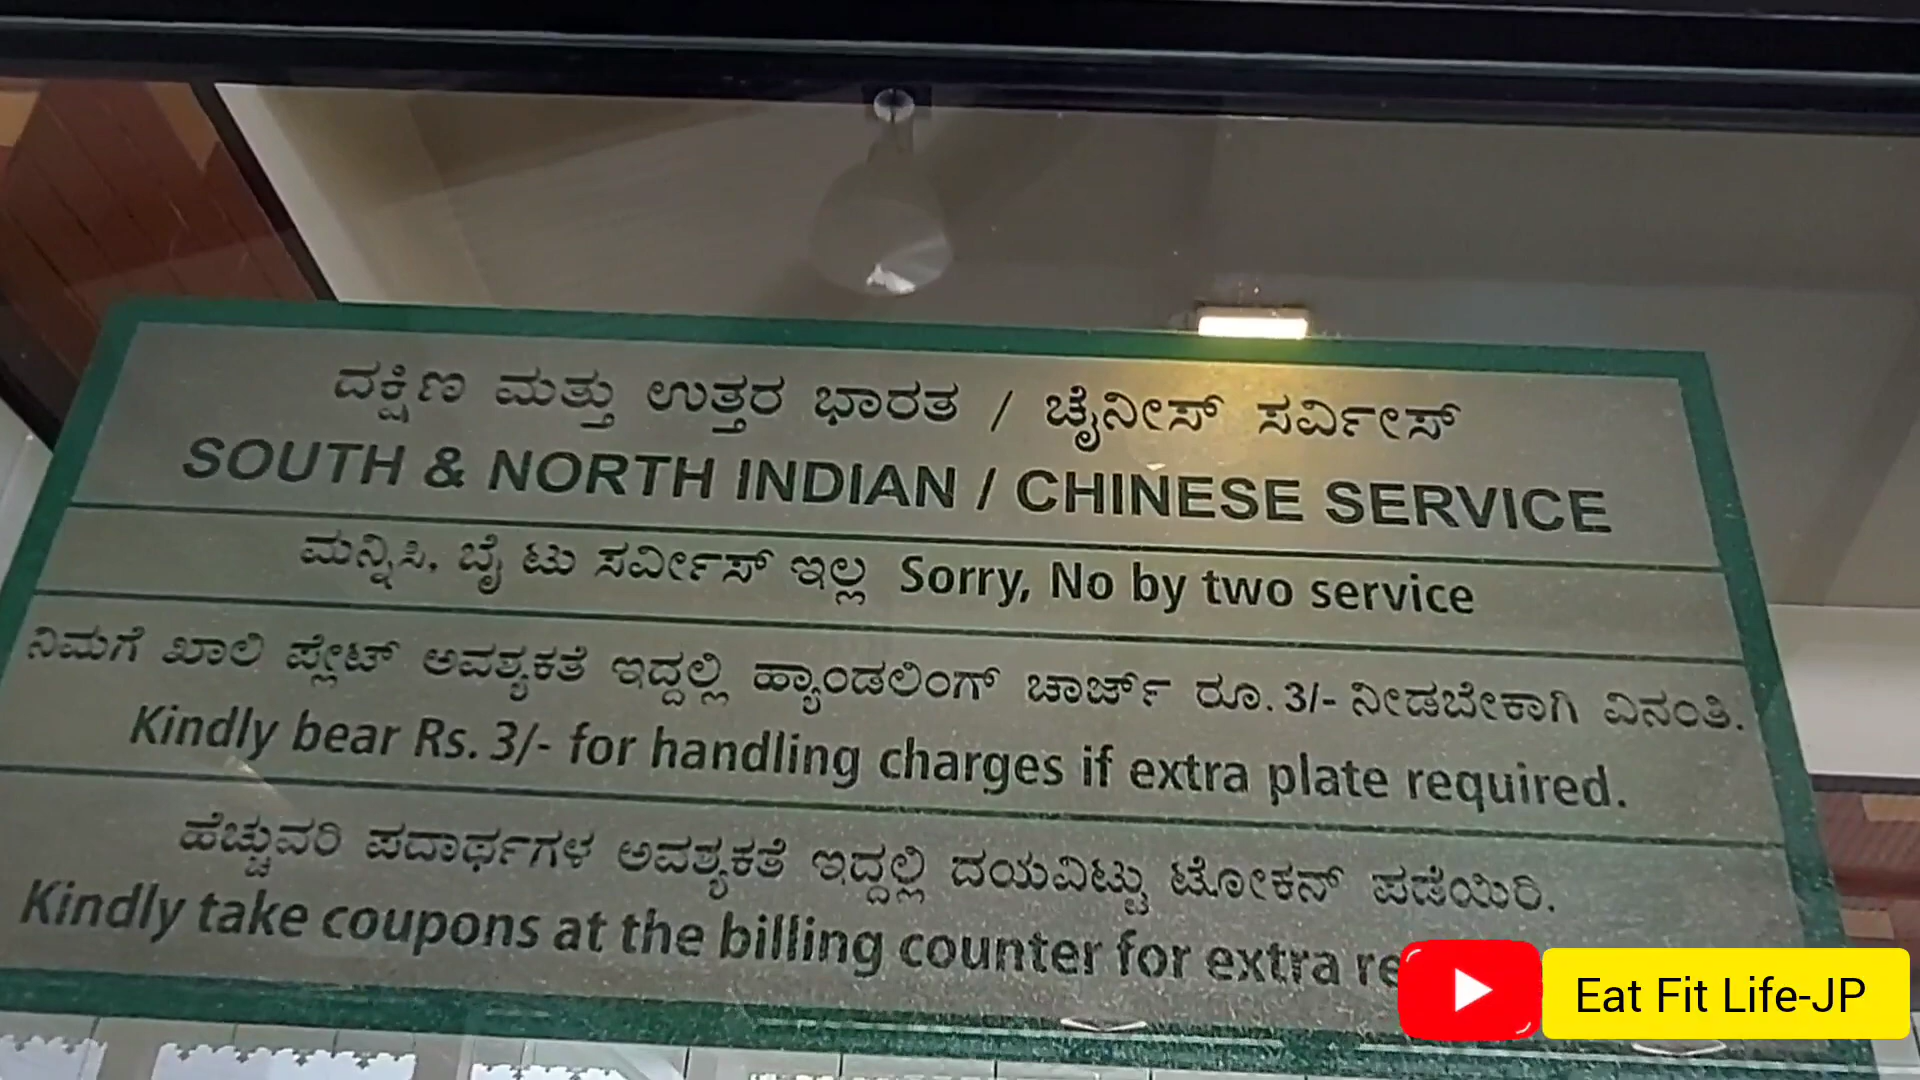 ದಕ್ಷಿಣ ಮತ್ತು ಉತ್ತರ ಭಾರತ / ಚೈನೀಸ್ ಸರ್ವೀಸ್
SOUTH & NORTH INDIAN / CHINESE SERVICE
ಮನ್ನಿಸಿ, ಬೈ ಟು ಸರ್ವೀಸ್ ಇಲ್ಲ Sorry, No by two service
ನಿಮಗೆ ಖಾಲಿ ಪ್ಲೇಟ್ ಅವಶ್ಯಕತೆ ಇದ್ದಲ್ಲಿ ಹ್ಯಾಂಡಲಿಂಗ್ ಚಾರ್ಜ್ ರೂ. 3/- ನೀಡಬೇಕಾಗಿ ವಿನಂತಿ.
Kindly bear Rs. 3/- for handling charges if extra plate required.
ಹೆಚ್ಚುವರಿ ಪದಾರ್ಥಗಳ ಅವಶ್ಯಕತೆ ಇದ್ದಲ್ಲಿ ದಯವಿಟ್ಟು ಟೋಕನ್ ಪಡೆಯಿರಿ.
Kindly take coupons at the billing counter for extra
Eat Fit Life-JP